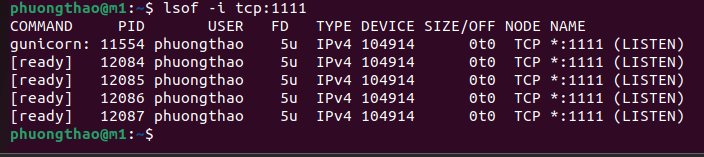 phuongthao@m1:~$ lsof -i tcp:1111
COMMAND     PID       USER   FD   TYPE DEVICE SIZE/OFF NODE NAME
gunicorn: 11554 phuongthao    5u  IPv4 104914      0t0  TCP *:1111 (LISTEN)
[ready]   12084 phuongthao    5u  IPv4 104914      0t0  TCP *:1111 (LISTEN)
[ready]   12085 phuongthao    5u  IPv4 104914      0t0  TCP *:1111 (LISTEN)
[ready]   12086 phuongthao    5u  IPv4 104914      0t0  TCP *:1111 (LISTEN)
[ready]   12087 phuongthao    5u  IPv4 104914      0t0  TCP *:1111 (LISTEN)
phuongthao@m1:~$